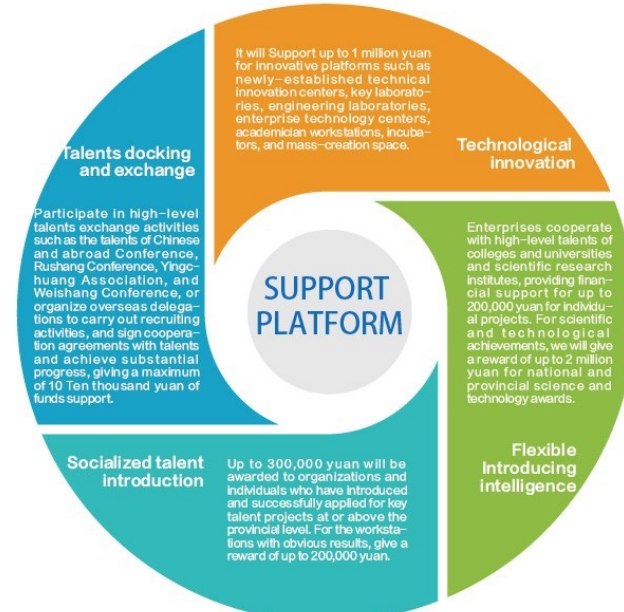 It will Support up to 1 million yuan
for innovative platforms such as
newly-established technical
innovation centers, key laborato-
ries, engineering laboratories,
enterprise technology centers,
academician workstations, incuba-
tors, and mass-creation space.
Technological
innovation
Talents docking
and exchange
Participate in high-level
talents exchange activities
such as the talents of Chinese
and abroad Conference,
Rushang Conference, Yingc-
huang Association, and
Weishang Conference, or
organize overseas delega-
tions to carry out recruiting
activities, and sign coopera-
tion agreements with talents
and achieve substantial
progress, giving a maximum
of 10 Ten thousand yuan of
funds support.
SUPPORT
PLATFORM
Enterprises cooperate
with high-level talents of
colleges and universities
and scientific research
institutes, providing finan-
cial support for up to
200,000 yuan for individu-
al projects. For scientific
and technological
achievements, we will give
a reward of up to 2 million
yuan for national and
provincial science and
technology awards.
Flexible
Introducing
intelligence
Socialized talent
introduction
Up to 300,000 yuan will be
awarded to organizations and
individuals who have introduced
and successfully applied for key
talent projects at or above the
provincial level. For the worksta-
tions with obvious results, give a
reward of up to 200,000 yuan.